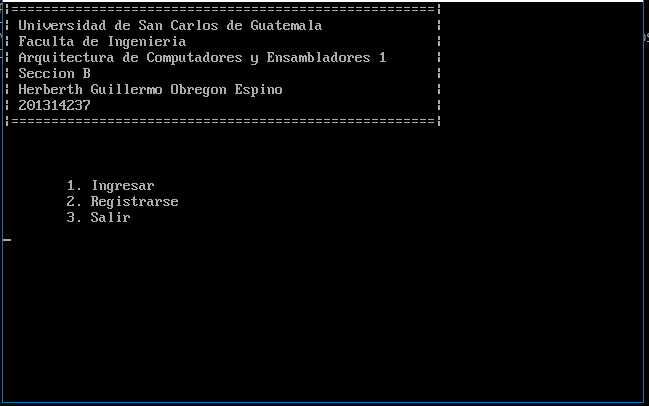 ¦=====================================================¦
¦ Universidad de San Carlos de Guatemala ¦
¦ Faculta de Ingenieria ¦
¦ Arquitectura de Computadores y Ensambladores 1 ¦
¦ Seccion B ¦
¦ Herberth Guillermo Obregon Espino ¦
¦ 201314237 ¦
¦=====================================================¦
1. Ingresar
2. Registrarse
3. Salir